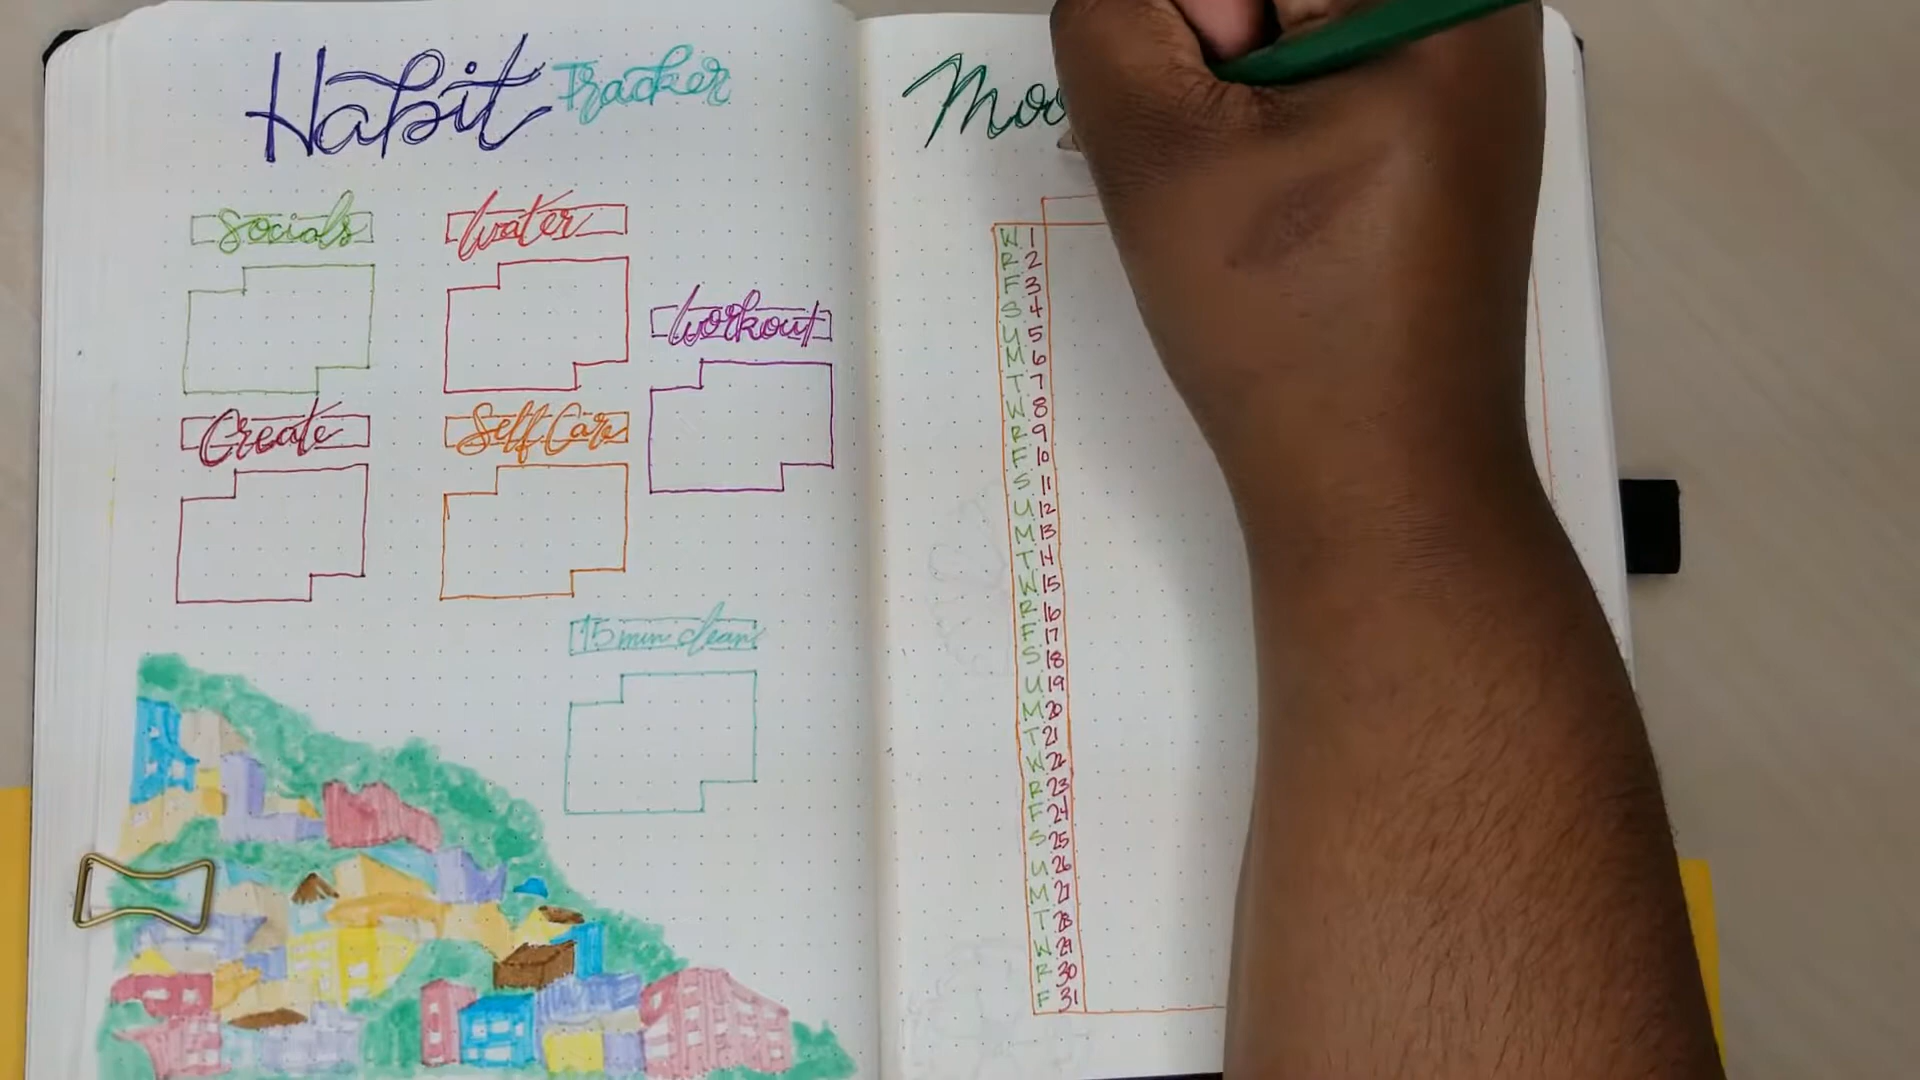 Habit Tracker
Socials
Water
Workout
Create
Self Care
15 min clean
Moo
W 1
R 2
F 3
S 4
U 5
M 6
T 7
W 8
R 9
F 10
S 11
U 12
M 13
T 14
W 15
R 16
F 17
S 18
U 19
M 20
T 21
W 22
R 23
F 24
S 25
U 26
M 27
T 28
W 29
R 30
F 31